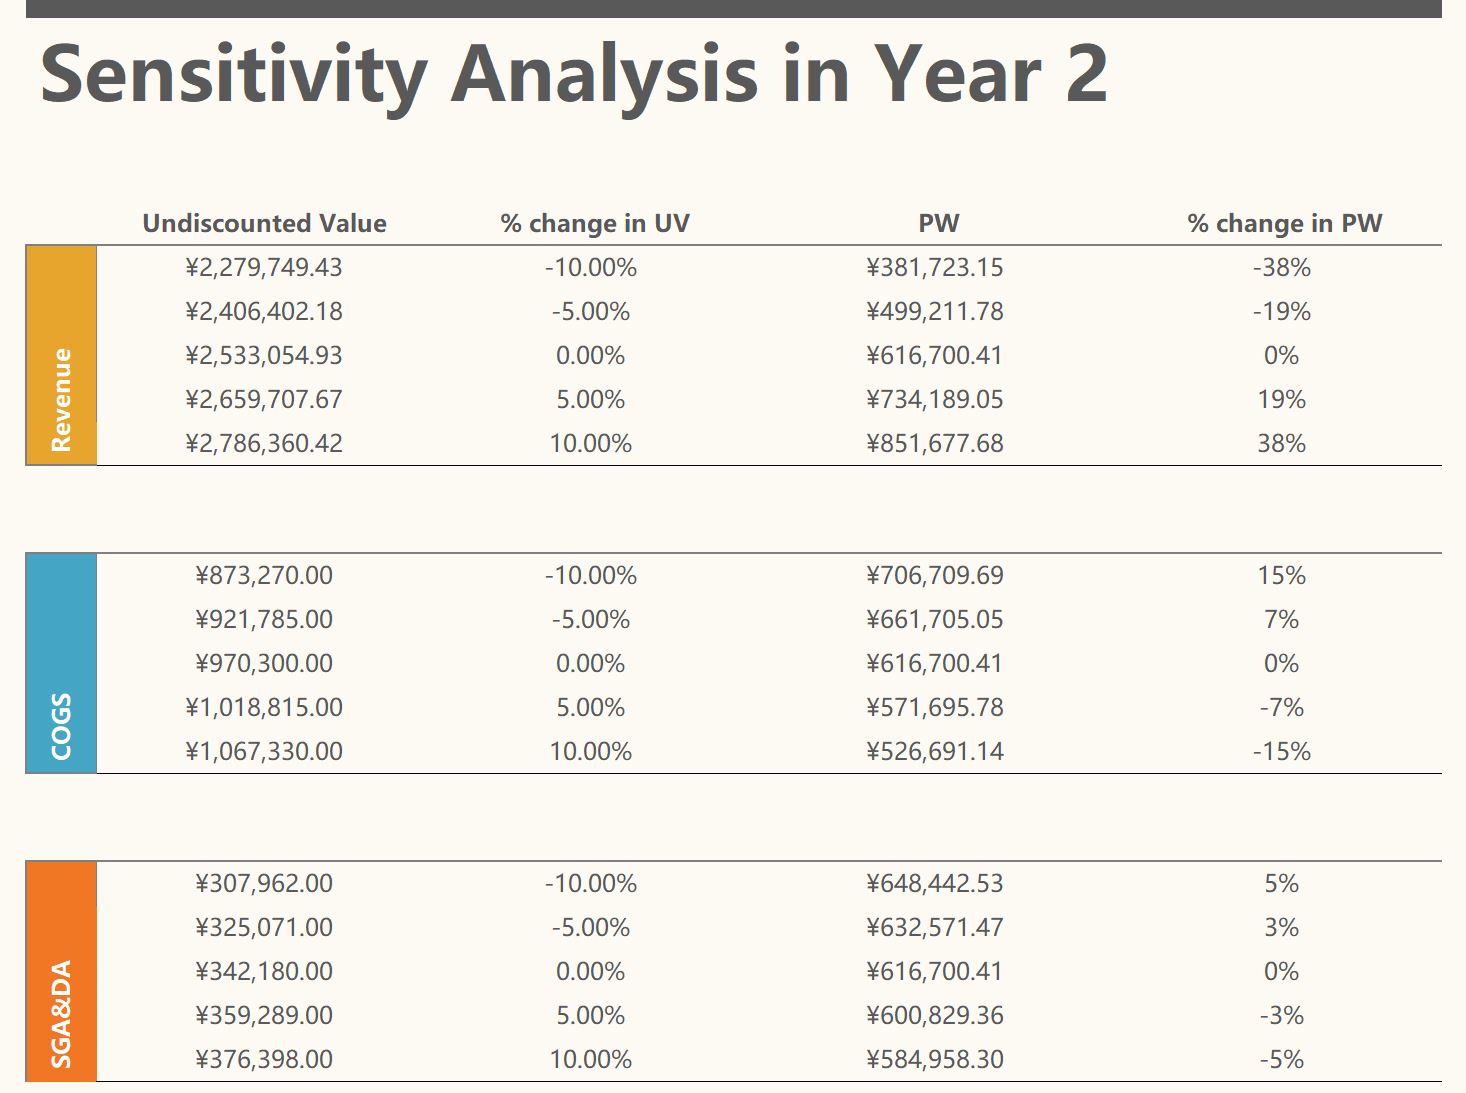 Sensitivity Analysis in Year 2
Undiscounted Value % change in UV PW % change in PW
Revenue
¥2,279,749.43 -10.00% ¥381,723.15 -38%
¥2,406,402.18 -5.00% ¥499,211.78 -19%
¥2,533,054.93 0.00% ¥616,700.41 0%
¥2,659,707.67 5.00% ¥734,189.05 19%
¥2,786,360.42 10.00% ¥851,677.68 38%
COGS
¥873,270.00 -10.00% ¥706,709.69 15%
¥921,785.00 -5.00% ¥661,705.05 7%
¥970,300.00 0.00% ¥616,700.41 0%
¥1,018,815.00 5.00% ¥571,695.78 -7%
¥1,067,330.00 10.00% ¥526,691.14 -15%
SGA&DA
¥307,962.00 -10.00% ¥648,442.53 5%
¥325,071.00 -5.00% ¥632,571.47 3%
¥342,180.00 0.00% ¥616,700.41 0%
¥359,289.00 5.00% ¥600,829.36 -3%
¥376,398.00 10.00% ¥584,958.30 -5%